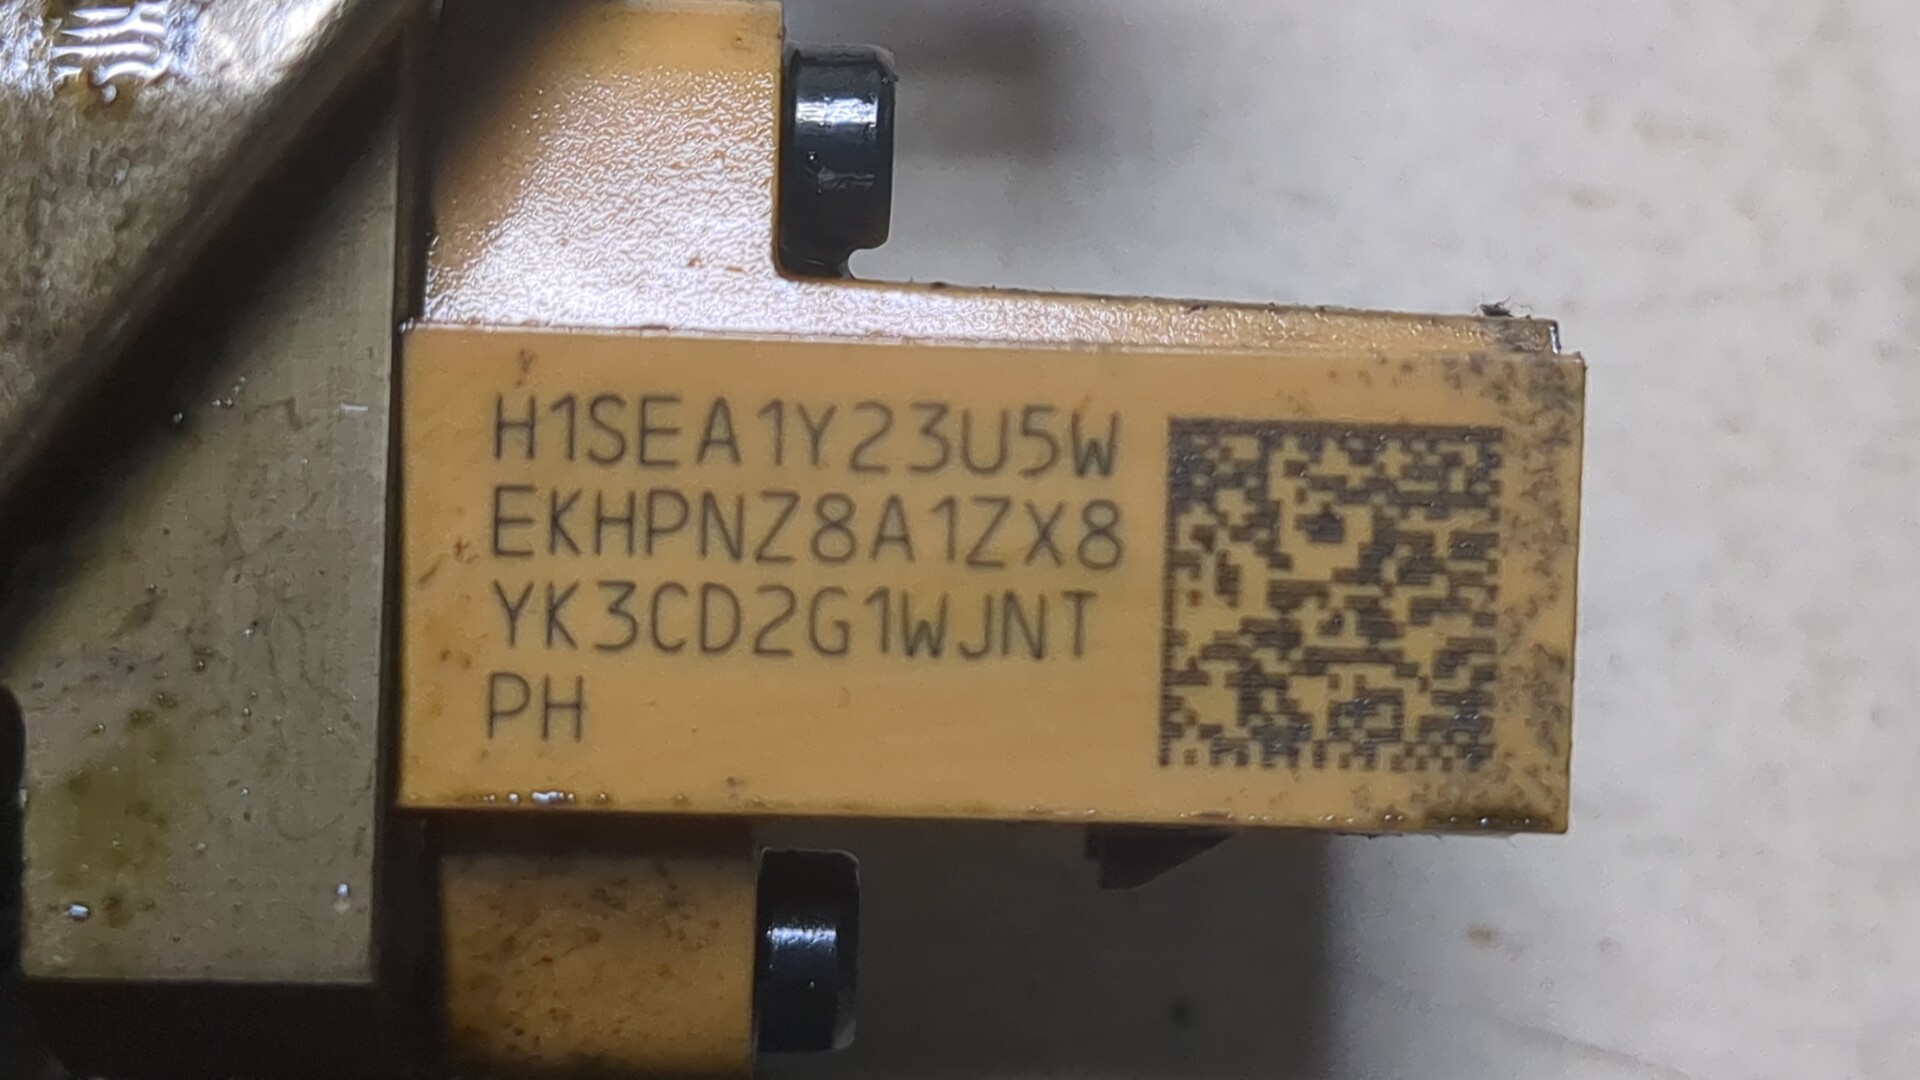 H1SEA1Y23U5W
EKHPNZ8A1ZX8
YK3CD2G1WJNT
PH